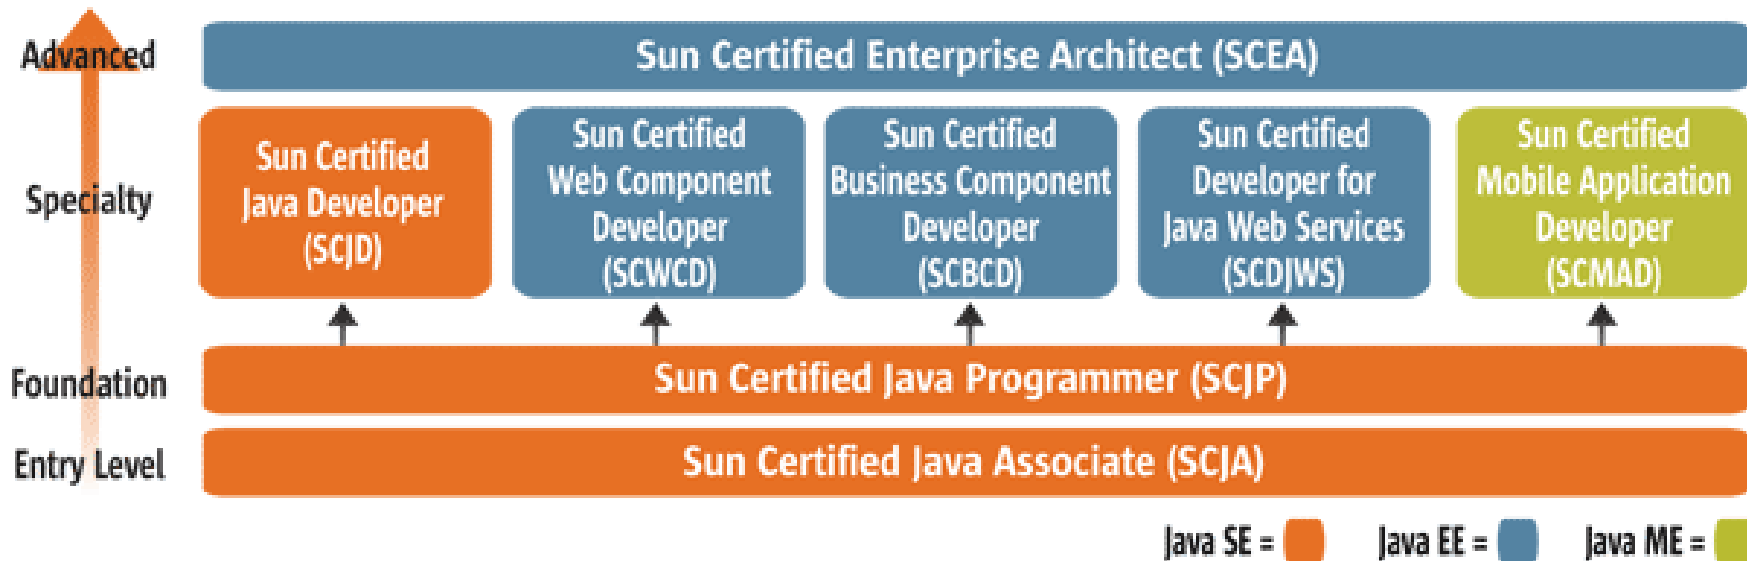 Advanced
Sun Certified Enterprise Architect (SCEA)
Specialty
Sun Certified
Java Developer
(SCJD)
Sun Certified
Web Component
Developer
(SCWCD)
Sun Certified
Business Component
Developer
(SCBCD)
Sun Certified
Developer for
Java Web Services
(SCDJWS)
Sun Certified
Mobile Application
Developer
(SCMAD)
Foundation
Sun Certified Java Programmer (SCJP)
Entry Level
Sun Certified Java Associate (SCJA)
Java SE =
Java EE =
Java ME =